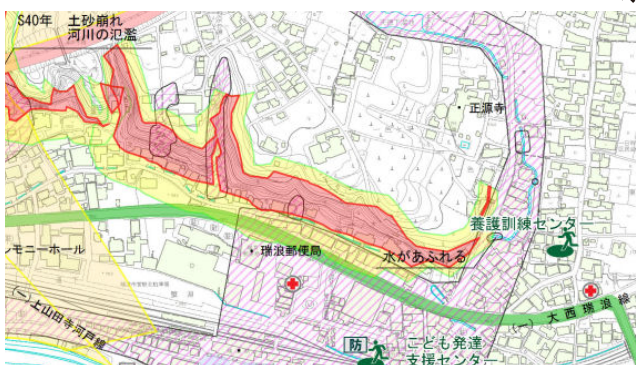 S40年　土砂崩れ
河川の氾濫
正源寺
養護訓練センタ
ルモニーホール
瑞浪郵便局
水があふれる
(一)上山田寺河戸線
(一)大西瑞浪線
防
こども発達
支援センター